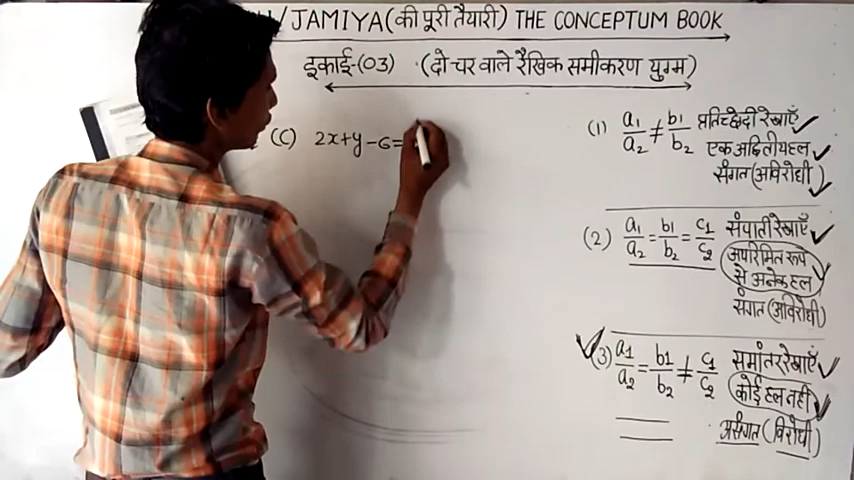 U/JAMIYA(की पूरी तैयारी) THE CONCEPTUM BOOK
इकाई-(03) (दो चर वाले रैखिक समीकरण युग्म)
(C) 2x+y-6=
(1) a1/a2 ≠ b1/b2 प्रतिच्छेदी रेखाएँ
एक अद्वितीय हल
संगत(अविरोधी)
(2) a1/a2 = b1/b2 = c1/c2 संपाती रेखाएँ
अपरिमित रूप
से अनेक हल
संगत(अविरोधी)
(3) a1/a2 = b1/b2 ≠ c1/c2 समांतर रेखाएँ
कोई हल नही
असंगत(विरोधी)